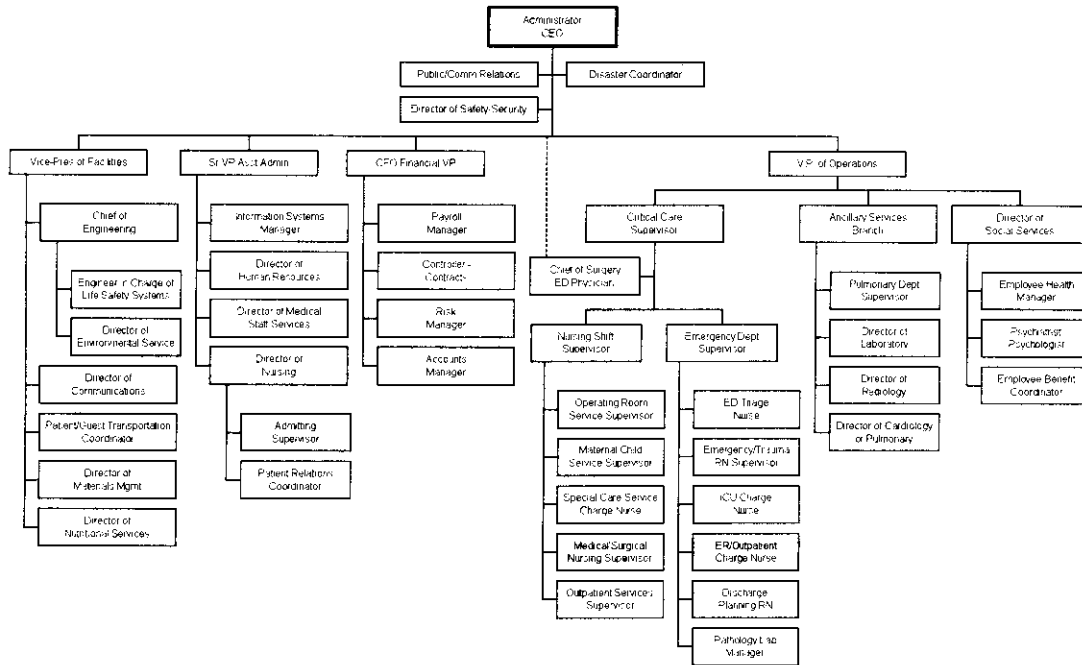 Administrator
CEO
Public/Comm Relations
Disaster Coordinator
Director of Safety-Security
Vice-Pres of Facilities
Sr VP Asst Admin
CFO Financial VP
V.P. of Operations
Chief of
Engineering
Engineer in Charge of
Life Safety Systems
Director of
Environmental Service
Director of
Communications
Patient/Guest Transportation
Coordinator
Director of
Materials Mgmt
Director of
Nutritional Services
Information Systems
Manager
Director of
Human Resources
Director of Medical
Staff Services
Director of
Nursing
Admitting
Supervisor
Patient Relations
Coordinator
Payroll
Manager
Controller -
Contracts
Risk
Manager
Accounts
Manager
Critical Care
Supervisor
Chief of Surgery
ED Physician
Nursing Shift
Supervisor
Operating Room
Service Supervisor
Maternal Child
Service Supervisor
Special Care Service
Charge Nurse
Medical/Surgical
Nursing Supervisor
Outpatient Services
Supervisor
Emergency Dept
Supervisor
ED Triage
Nurse
Emergency/Trauma
RN Supervisor
ICU Charge
Nurse
ER/Outpatient
Charge Nurse
Discharge
Planning RN
Pathology Lab
Manager
Ancillary Services
Branch
Pulmonary Dept
Supervisor
Director of
Laboratory
Director of
Radiology
Director of Cardiology
or Pulmonary
Director of
Social Services
Employee Health
Manager
Psychiatrist
Psychologist
Employee Benefit
Coordinator